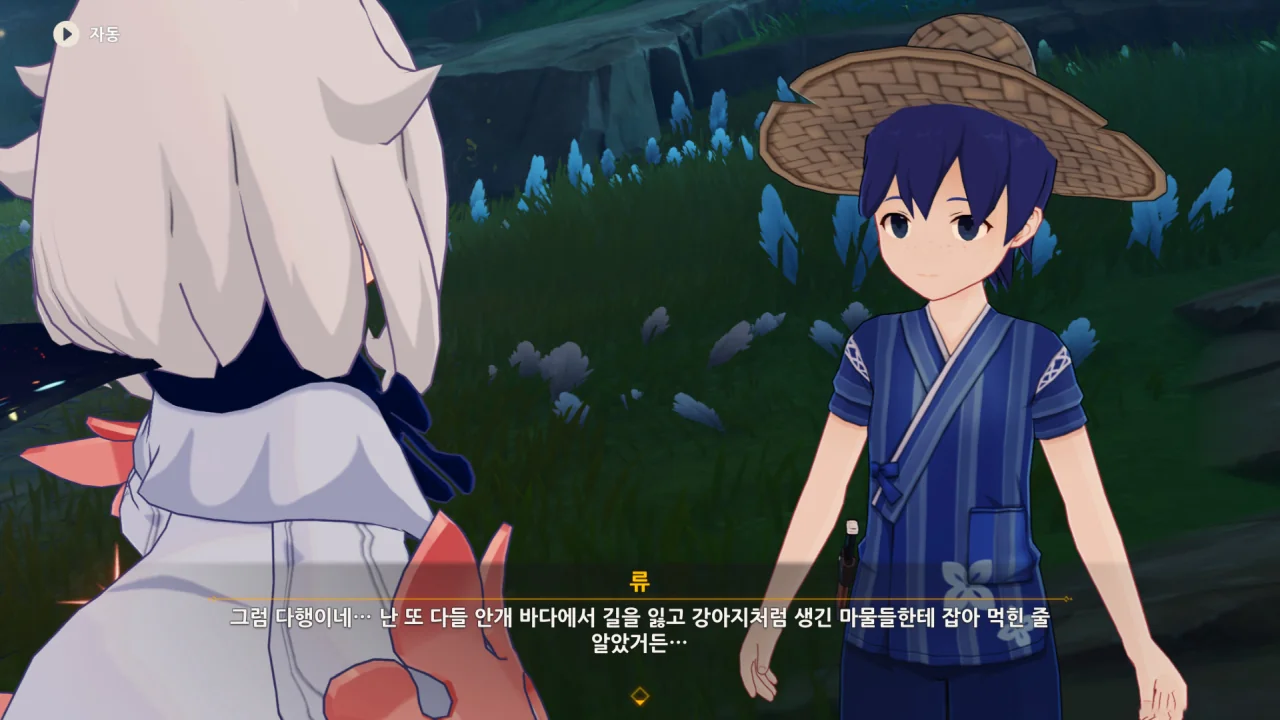 자동
류
그럼 다행이네… 난 또 다들 안개 바다에서 길을 잃고 강아지처럼 생긴 마물들한테 잡아 먹힌 줄
알았거든…